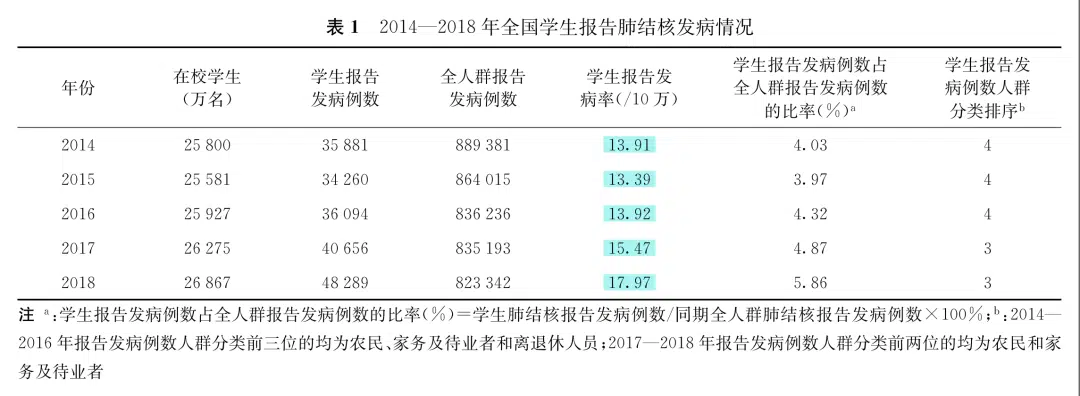 表 1 2014—2018 年全国学生报告肺结核发病情况
年份 在校学生（万名） 学生报告发病例数 全人群报告发病例数 学生报告发病率(/10 万) 学生报告发病例数占全人群报告发病例数的比率(%)a 学生报告发病例数人群分类排序b
2014 25 800 35 881 889 381 13.91 4.03 4
2015 25 581 34 260 864 015 13.39 3.97 4
2016 25 927 36 094 836 236 13.92 4.32 4
2017 26 275 40 656 835 193 15.47 4.87 3
2018 26 867 48 289 823 342 17.97 5.86 3
注 a:学生报告发病例数占全人群报告发病例数的比率(%)=学生肺结核报告发病例数/同期全人群肺结核报告发病例数×100%;b:2014—
2016 年报告发病例数人群分类前三位的均为农民、家务及待业者和离退休人员;2017—2018 年报告发病例数人群分类前两位的均为农民和家
务及待业者